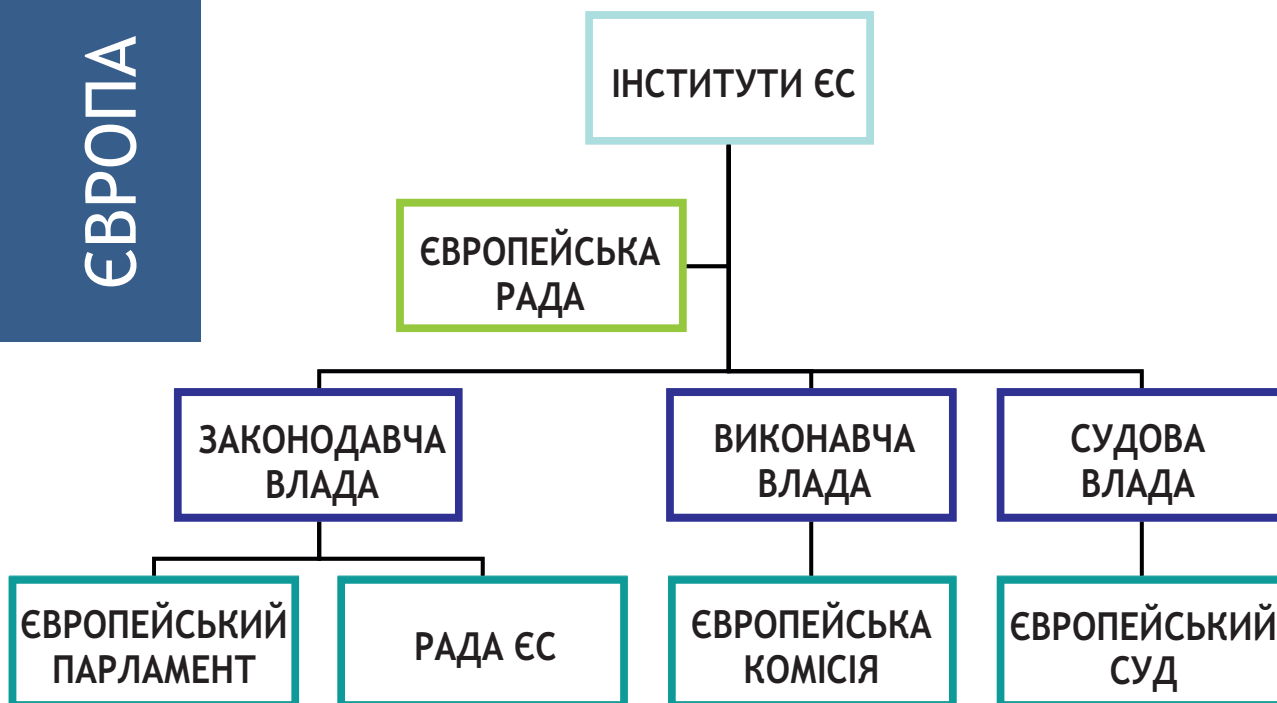 ЄВРОПА
ІНСТИТУТИ ЄС
ЄВРОПЕЙСЬКА
РАДА
ЗАКОНОДАВЧА
ВЛАДА
ВИКОНАВЧА
ВЛАДА
СУДОВА
ВЛАДА
ЄВРОПЕЙСЬКИЙ
ПАРЛАМЕНТ
РАДА ЄС
ЄВРОПЕЙСЬКА
КОМІСІЯ
ЄВРОПЕЙСЬКИЙ
СУД